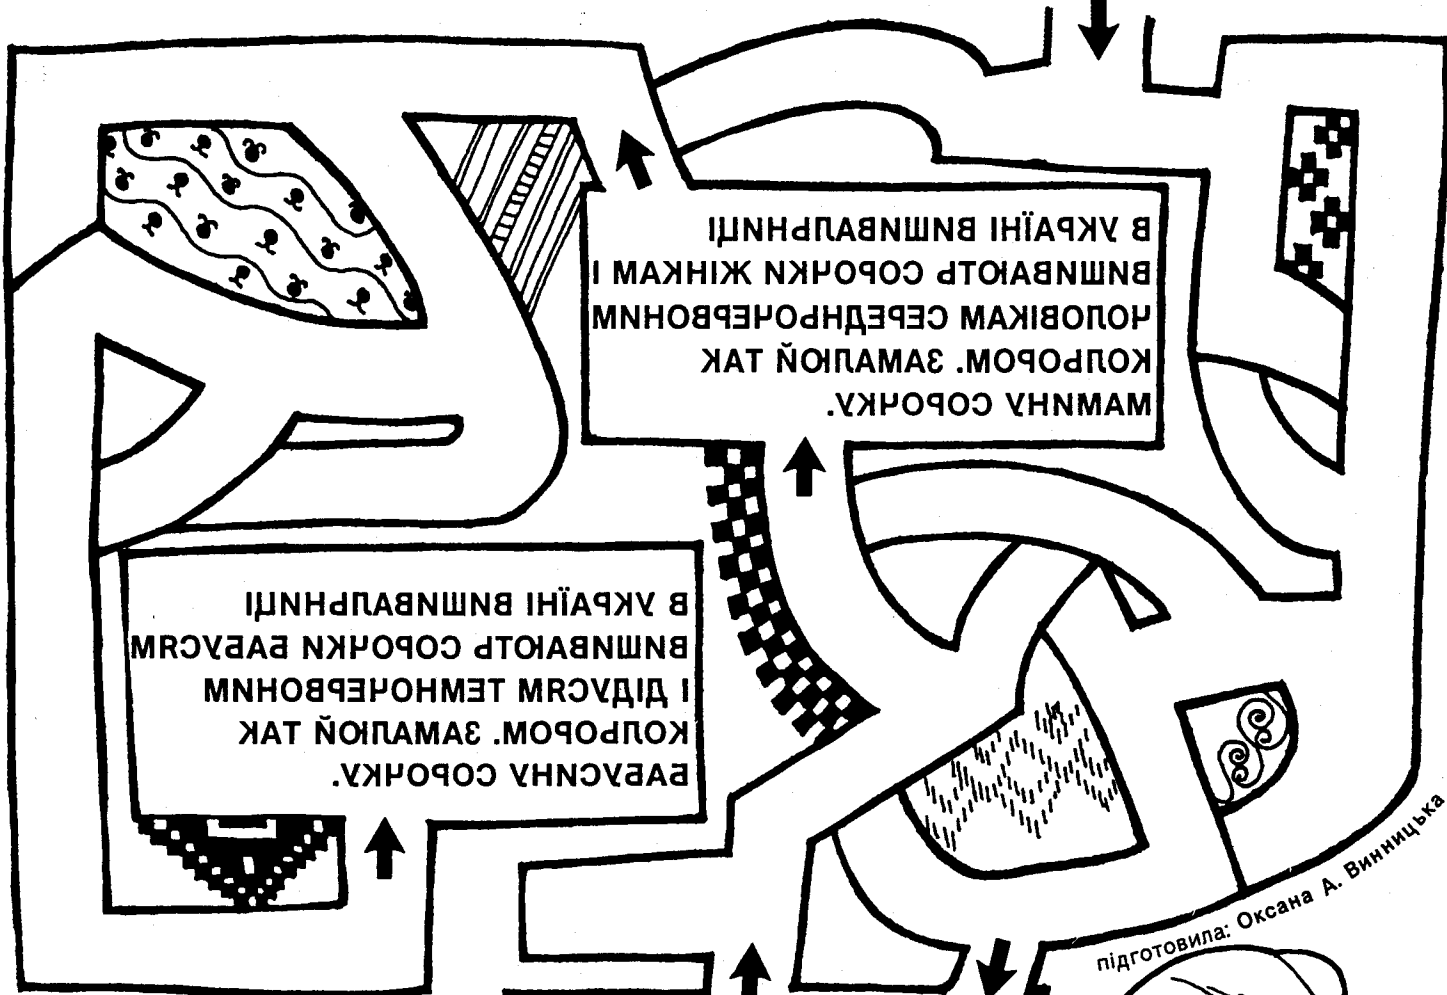 В УКРАЇНІ ВИШИВАЛЬНИЦІ
ВИШИВАЮТЬ СОРОЧКИ ЖІНКАМ І
ЧОЛОВІКАМ СЕРЕДНЬОЧЕРВОНИМ
КОЛЬОРОМ. ЗАМАЛЮЙ ТАК
МАМИНУ СОРОЧКУ.
В УКРАЇНІ ВИШИВАЛЬНИЦІ
ВИШИВАЮТЬ СОРОЧКИ БАБУСЯМ
І ДІДУСЯМ ТЕМНОЧЕРВОНИМ
КОЛЬОРОМ. ЗАМАЛЮЙ ТАК
БАБУСИНУ СОРОЧКУ.
підготовила: Оксана А. Винницька